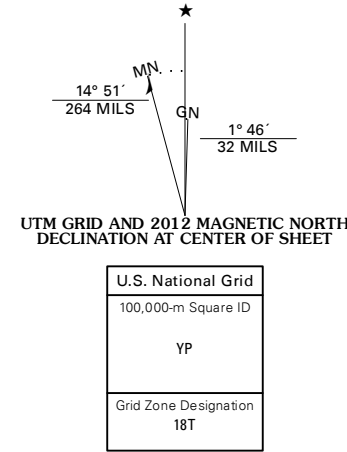 ★
MN
GN
14° 51´
264 MILS
1° 46´
32 MILS
UTM GRID AND 2012 MAGNETIC NORTH
DECLINATION AT CENTER OF SHEET
U.S. National Grid
100,000-m Square ID
YP
Grid Zone Designation
18T